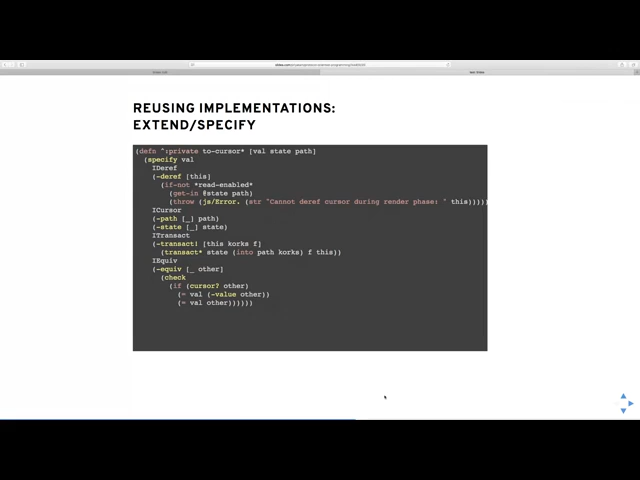 REUSING IMPLEMENTATIONS:
EXTEND/SPECIFY
(defn ^:private to-cursor* [val state path]
(specify val
IDeref
(-deref [this]
(if-not *read-enabled*
(get-in @state path)
(throw (js/Error. (str "Cannot deref cursor during render phase: " this)))))
ICursor
(-path [_] path)
(-state [_] state)
ITransact
(-transact! [this korks f]
(transact* state (into path korks) f this))
IEquiv
(-equiv [_ other]
(check
(if (cursor? other)
(= val (-value other))
(= val other))))))